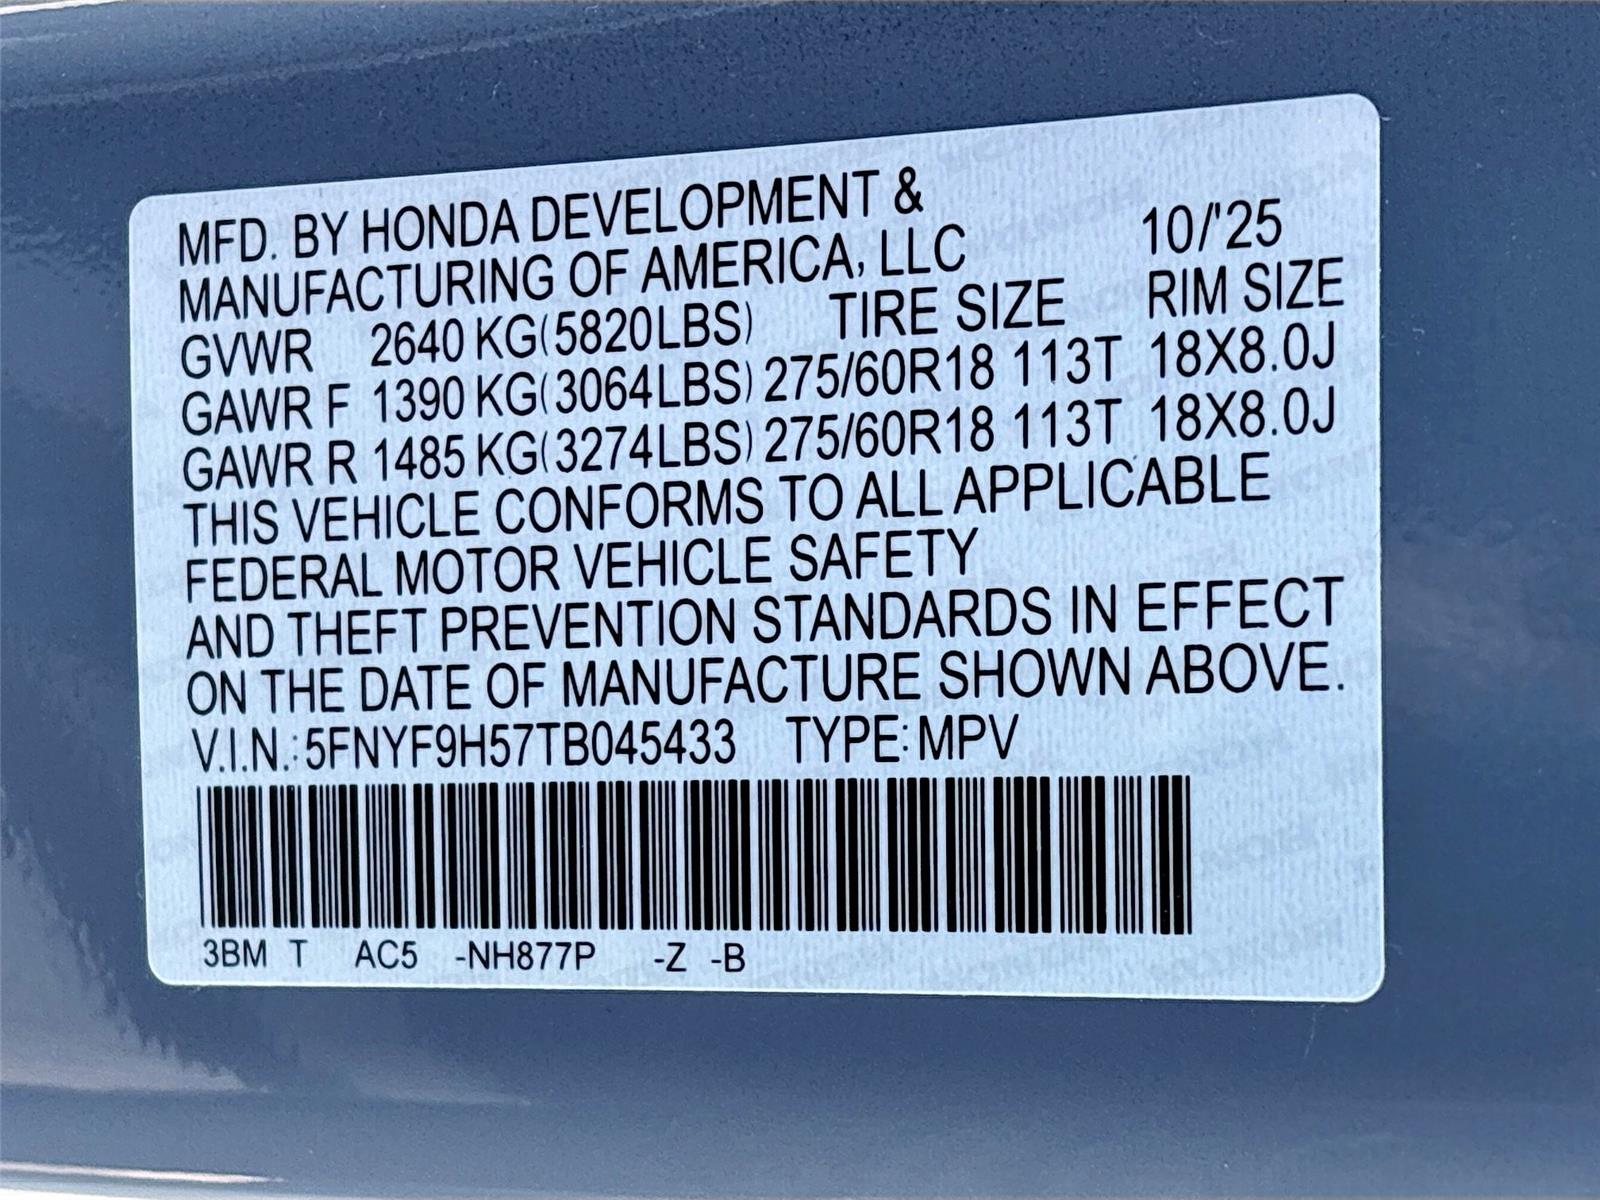 MFD. BY HONDA DEVELOPMENT &
MANUFACTURING OF AMERICA, LLC 10/'25
GVWR 2640 KG(5820LBS) TIRE SIZE RIM SIZE
GAWR F 1390 KG(3064LBS) 275/60R18 113T 18X8.0J
GAWR R 1485 KG(3274LBS) 275/60R18 113T 18X8.0J
THIS VEHICLE CONFORMS TO ALL APPLICABLE
FEDERAL MOTOR VEHICLE SAFETY
AND THEFT PREVENTION STANDARDS IN EFFECT
ON THE DATE OF MANUFACTURE SHOWN ABOVE.
V.I.N.: 5FNYF9H57TB045433 TYPE: MPV
3BM T AC5 -NH877P -Z -B